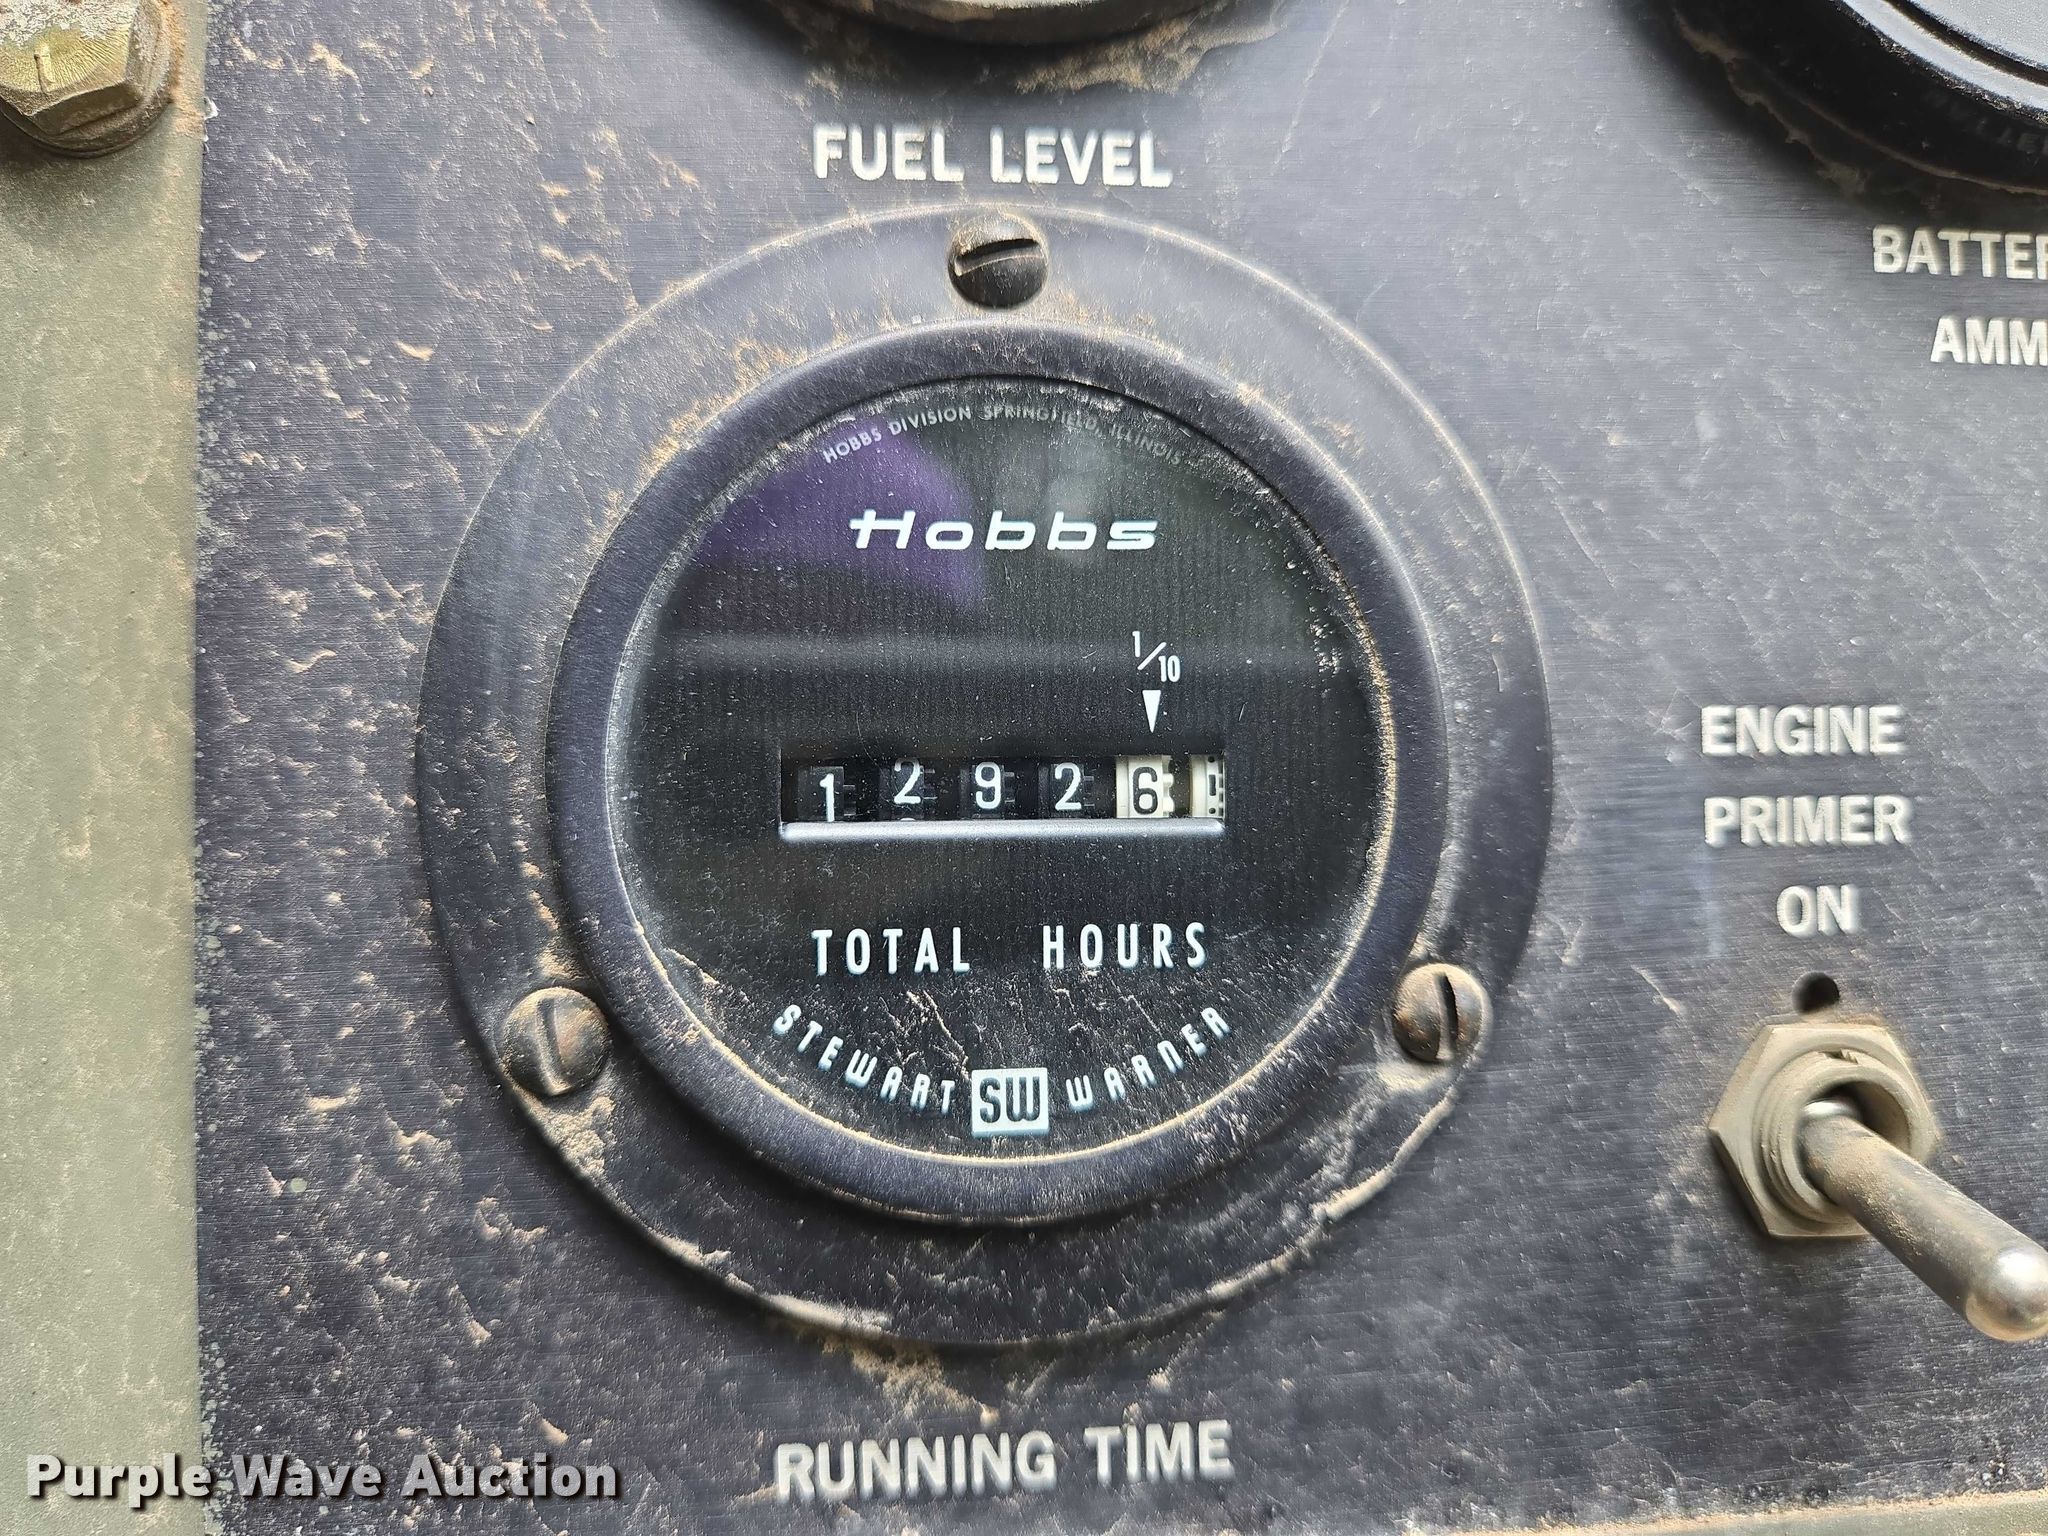 FUEL LEVEL
BATTER
AMM
HOBBS DIVISION SPRINGFIELD, ILLINOIS
Hobbs
1/10
1 2 9 2 6
TOTAL HOURS
STEWART SW WARNER
ENGINE
PRIMER
ON
RUNNING TIME
Purple Wave Auction